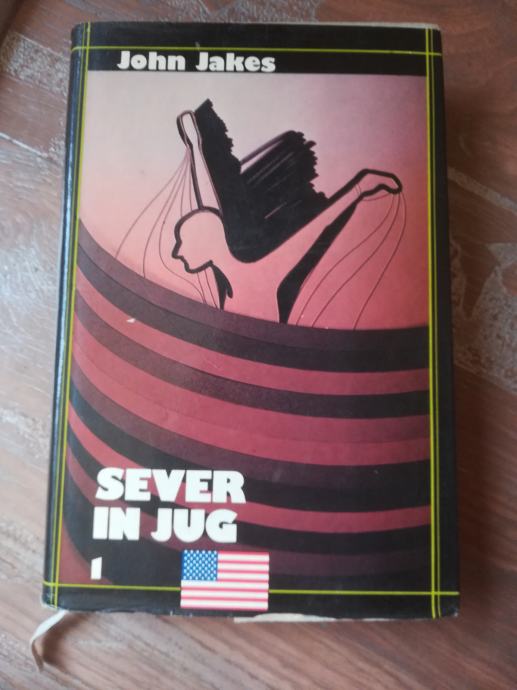 John Jakes
SEVER
IN JUG
1